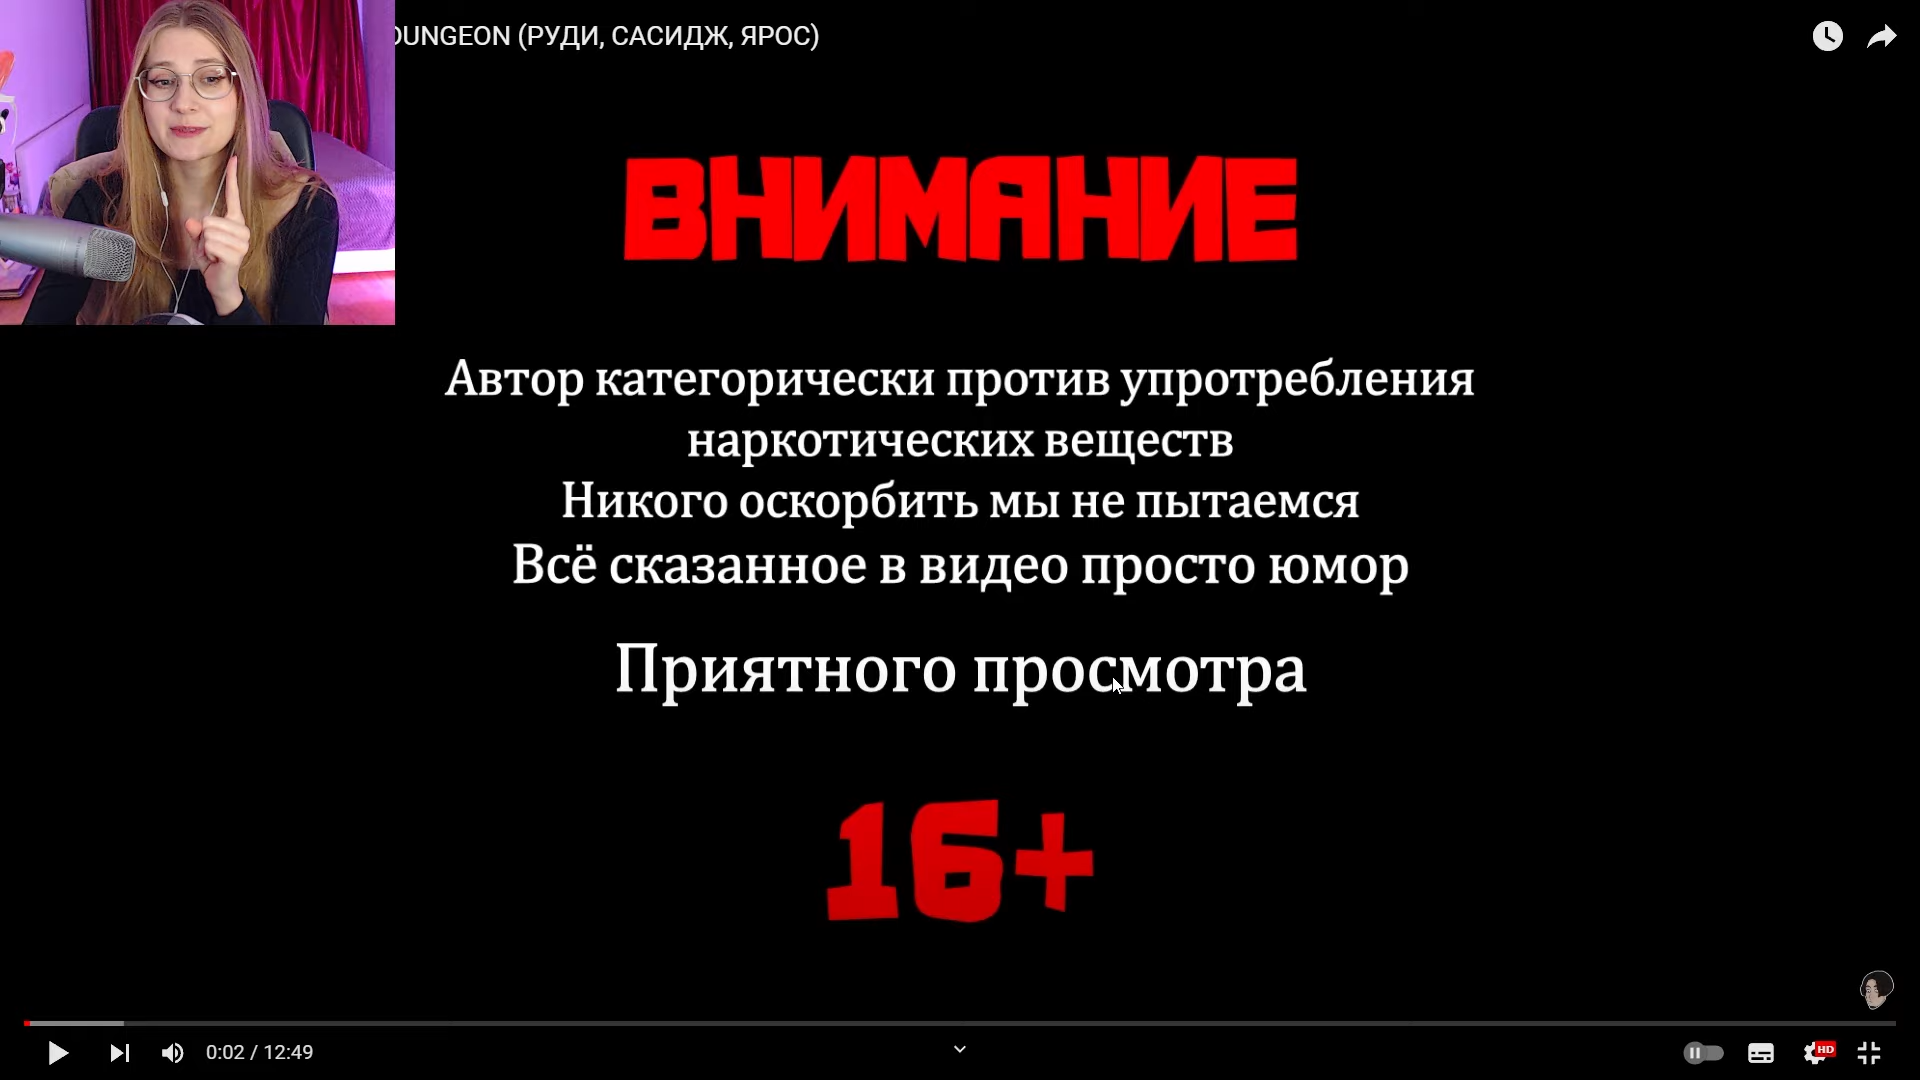 DUNGEON (РУДИ, САСИДЖ, ЯРОС)
ВНИМАНИЕ
Автор категорически против упротребления
наркотических веществ
Никого оскорбить мы не пытаемся
Всё сказанное в видео просто юмор
Приятного просмотра
16+
0:02 / 12:49
HD